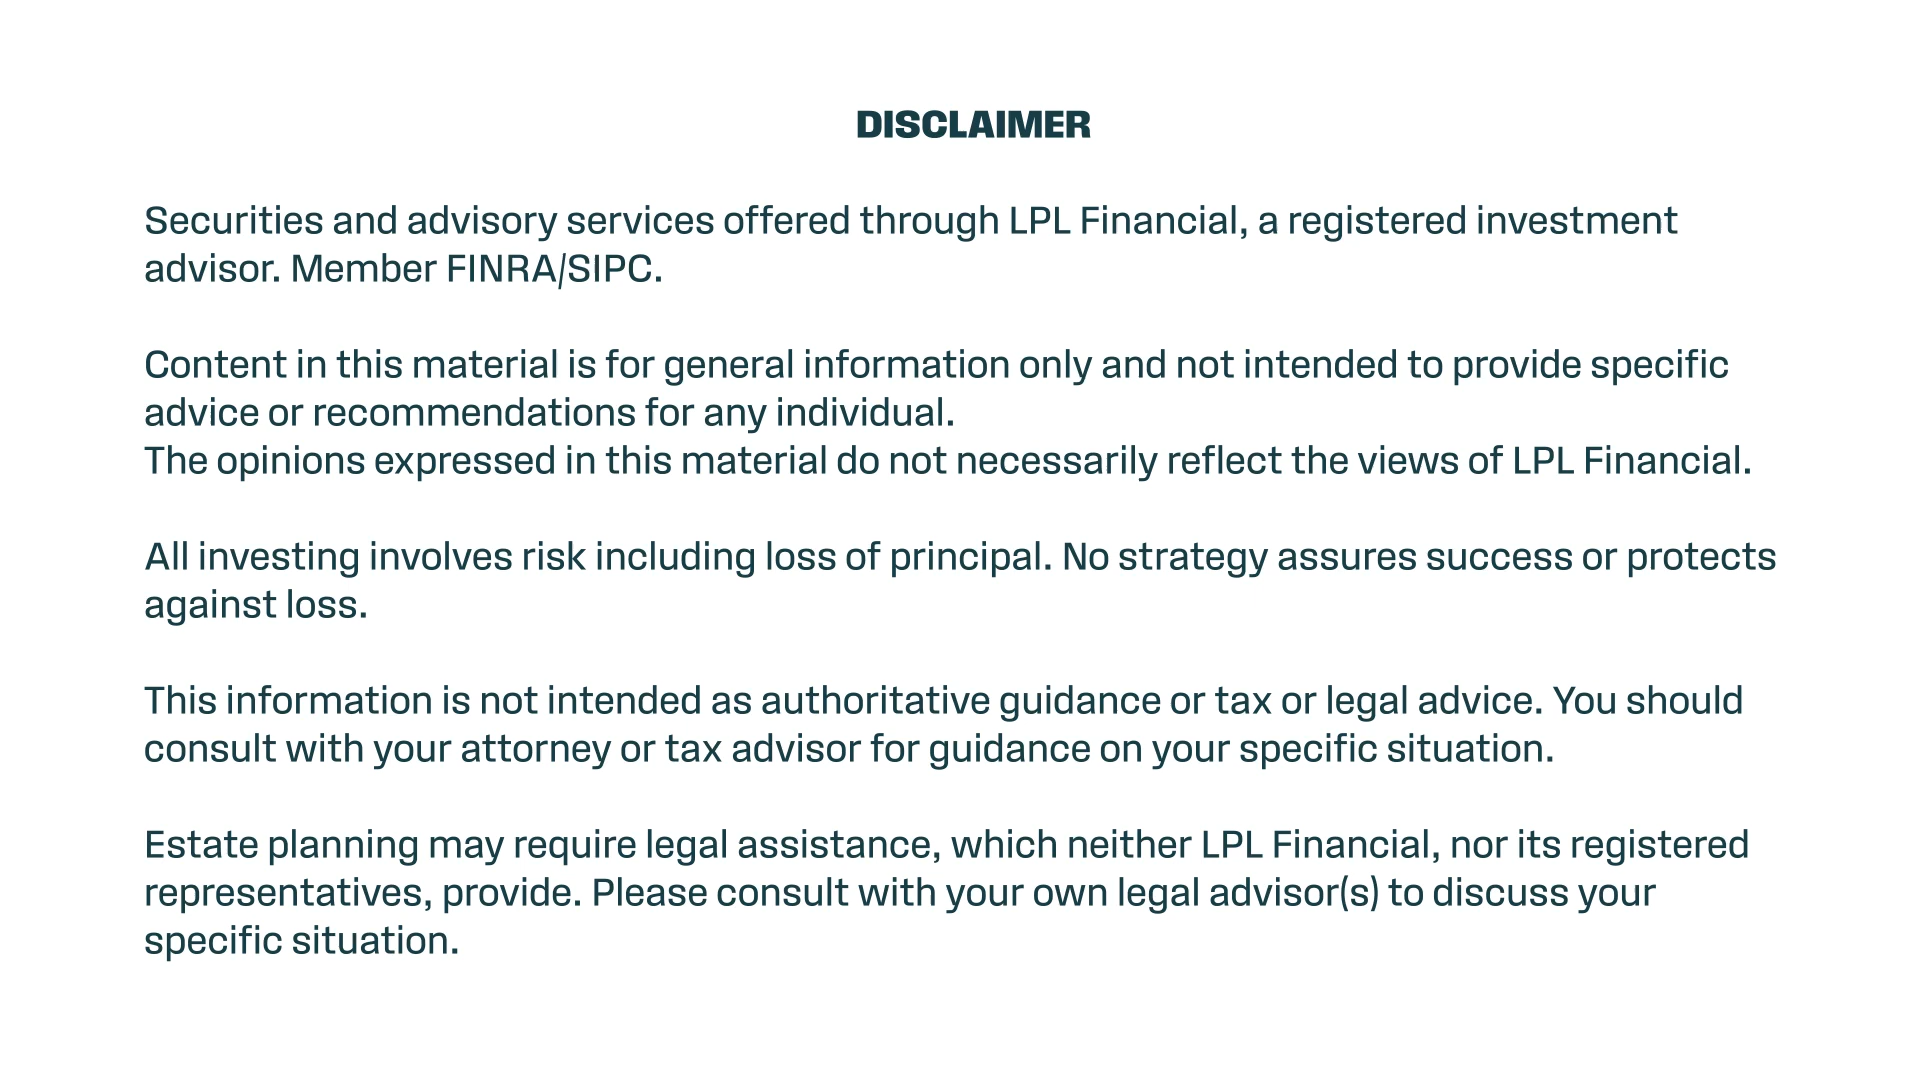 DISCLAIMER
Securities and advisory services offered through LPL Financial, a registered investment
advisor. Member FINRA/SIPC.
Content in this material is for general information only and not intended to provide specific
advice or recommendations for any individual.
The opinions expressed in this material do not necessarily reflect the views of LPL Financial.
All investing involves risk including loss of principal. No strategy assures success or protects
against loss.
This information is not intended as authoritative guidance or tax or legal advice. You should
consult with your attorney or tax advisor for guidance on your specific situation.
Estate planning may require legal assistance, which neither LPL Financial, nor its registered
representatives, provide. Please consult with your own legal advisor(s) to discuss your
specific situation.